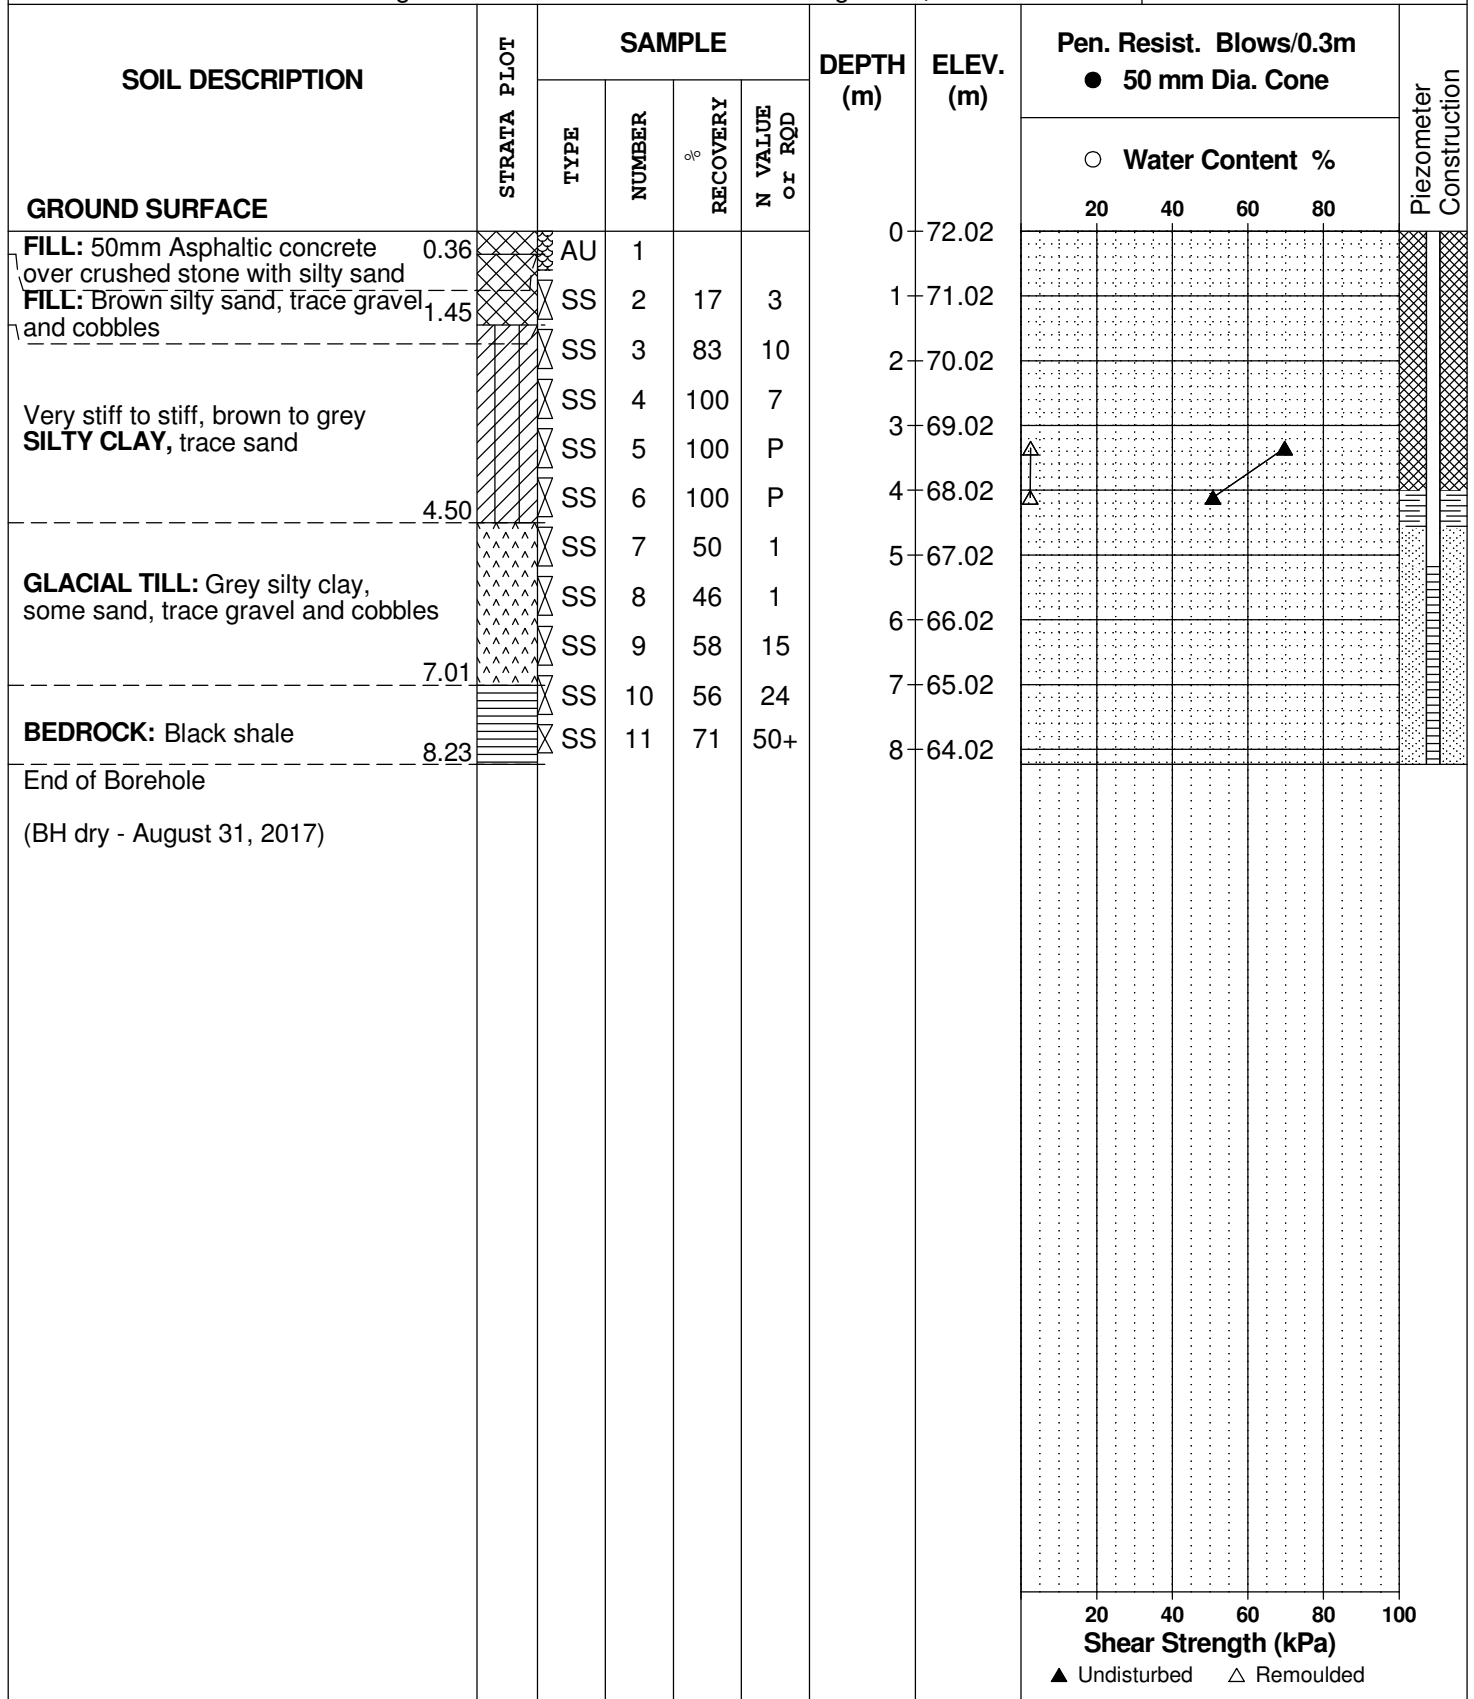 SOIL DESCRIPTION
GROUND SURFACE
STRATA PLOT
SAMPLE
TYPE
NUMBER
% RECOVERY
N VALUE or RQD
DEPTH (m)
ELEV. (m)
Pen. Resist. Blows/0.3m
● 50 mm Dia. Cone
○ Water Content %
20 40 60 80
Piezometer Construction
0 72.02
FILL: 50mm Asphaltic concrete 0.36 AU 1
over crushed stone with silty sand
FILL: Brown silty sand, trace gravel 1.45 SS 2 17 3 1 71.02
and cobbles
SS 3 83 10 2 70.02
SS 4 100 7
Very stiff to stiff, brown to grey
3 69.02
SILTY CLAY, trace sand SS 5 100 P
4.50 SS 6 100 P 4 68.02
SS 7 50 1 5 67.02
GLACIAL TILL: Grey silty clay,
some sand, trace gravel and cobbles SS 8 46 1
6 66.02
SS 9 58 15
7.01
SS 10 56 24 7 65.02
BEDROCK: Black shale
8.23 SS 11 71 50+ 8 64.02
End of Borehole
(BH dry - August 31, 2017)
20 40 60 80 100
Shear Strength (kPa)
▲ Undisturbed △ Remoulded